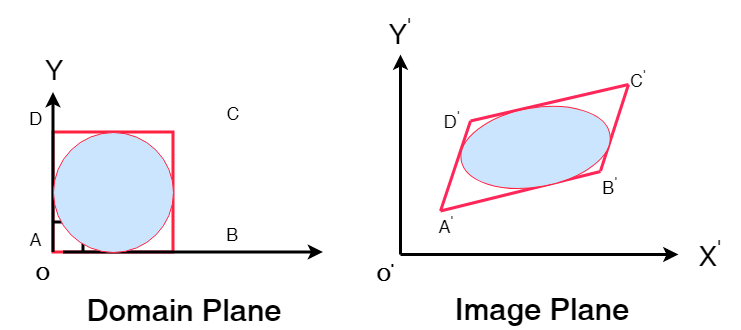 Y
D
C
A
B
O
Domain Plane
Y'
C'
D'
B'
A'
X'
O'
Image Plane